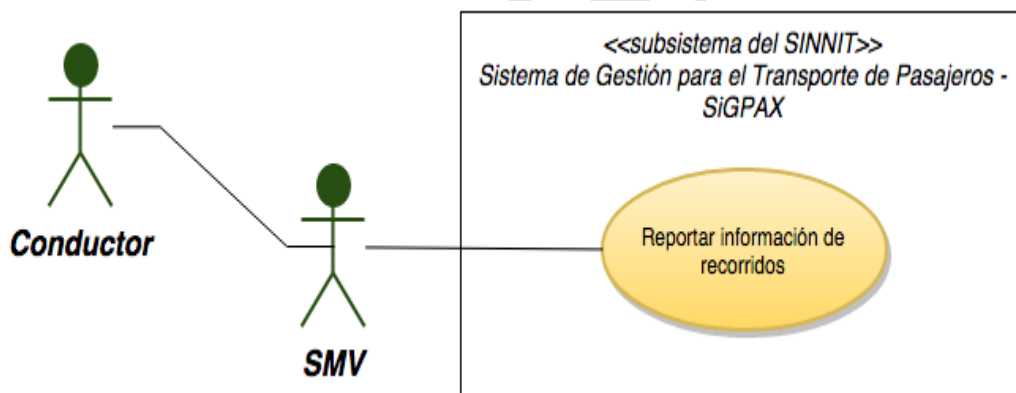 <<subsistema del SINNIT>>
Sistema de Gestión para el Transporte de Pasajeros -
SiGPAX
Conductor
SMV
Reportar información de
recorridos